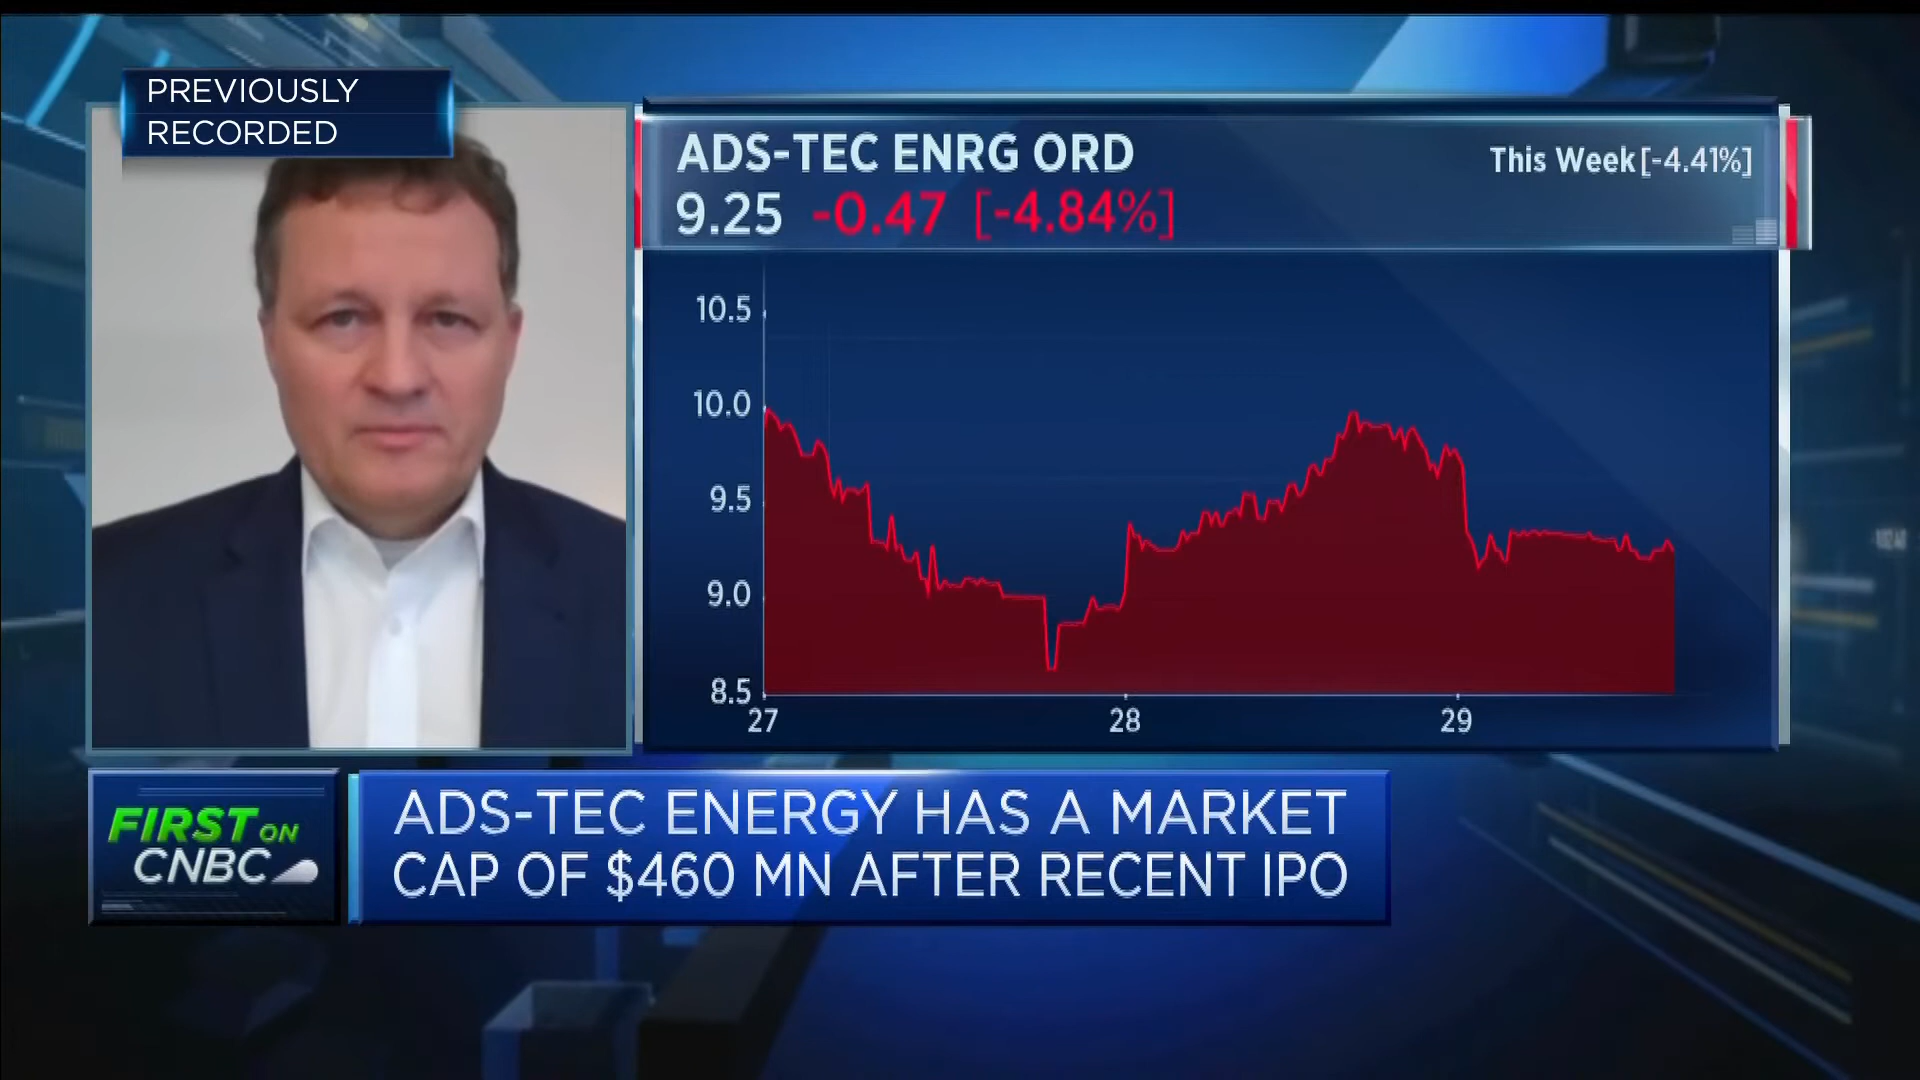 PREVIOUSLY
RECORDED
ADS-TEC ENRG ORD
This Week[-4.41%]
9.25 -0.47 [-4.84%]
10.5
10.0
9.5
9.0
8.5
27 28 29
FIRST ON
CNBC
ADS-TEC ENERGY HAS A MARKET
CAP OF $460 MN AFTER RECENT IPO